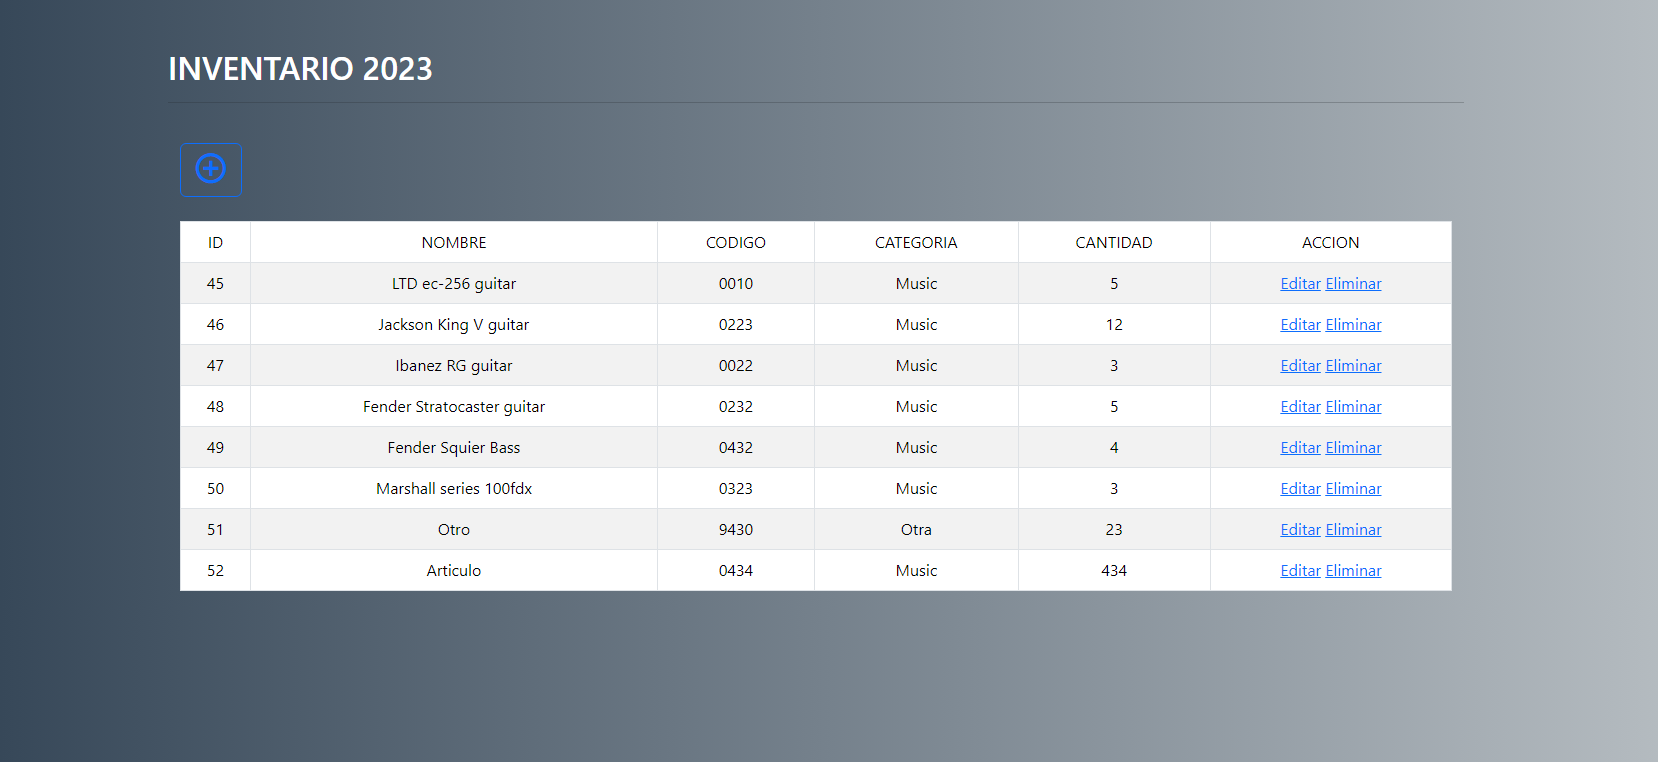 INVENTARIO 2023
ID NOMBRE CODIGO CATEGORIA CANTIDAD ACCION
45 LTD ec-256 guitar 0010 Music 5 Editar Eliminar
46 Jackson King V guitar 0223 Music 12 Editar Eliminar
47 Ibanez RG guitar 0022 Music 3 Editar Eliminar
48 Fender Stratocaster guitar 0232 Music 5 Editar Eliminar
49 Fender Squier Bass 0432 Music 4 Editar Eliminar
50 Marshall series 100fdx 0323 Music 3 Editar Eliminar
51 Otro 9430 Otra 23 Editar Eliminar
52 Articulo 0434 Music 434 Editar Eliminar